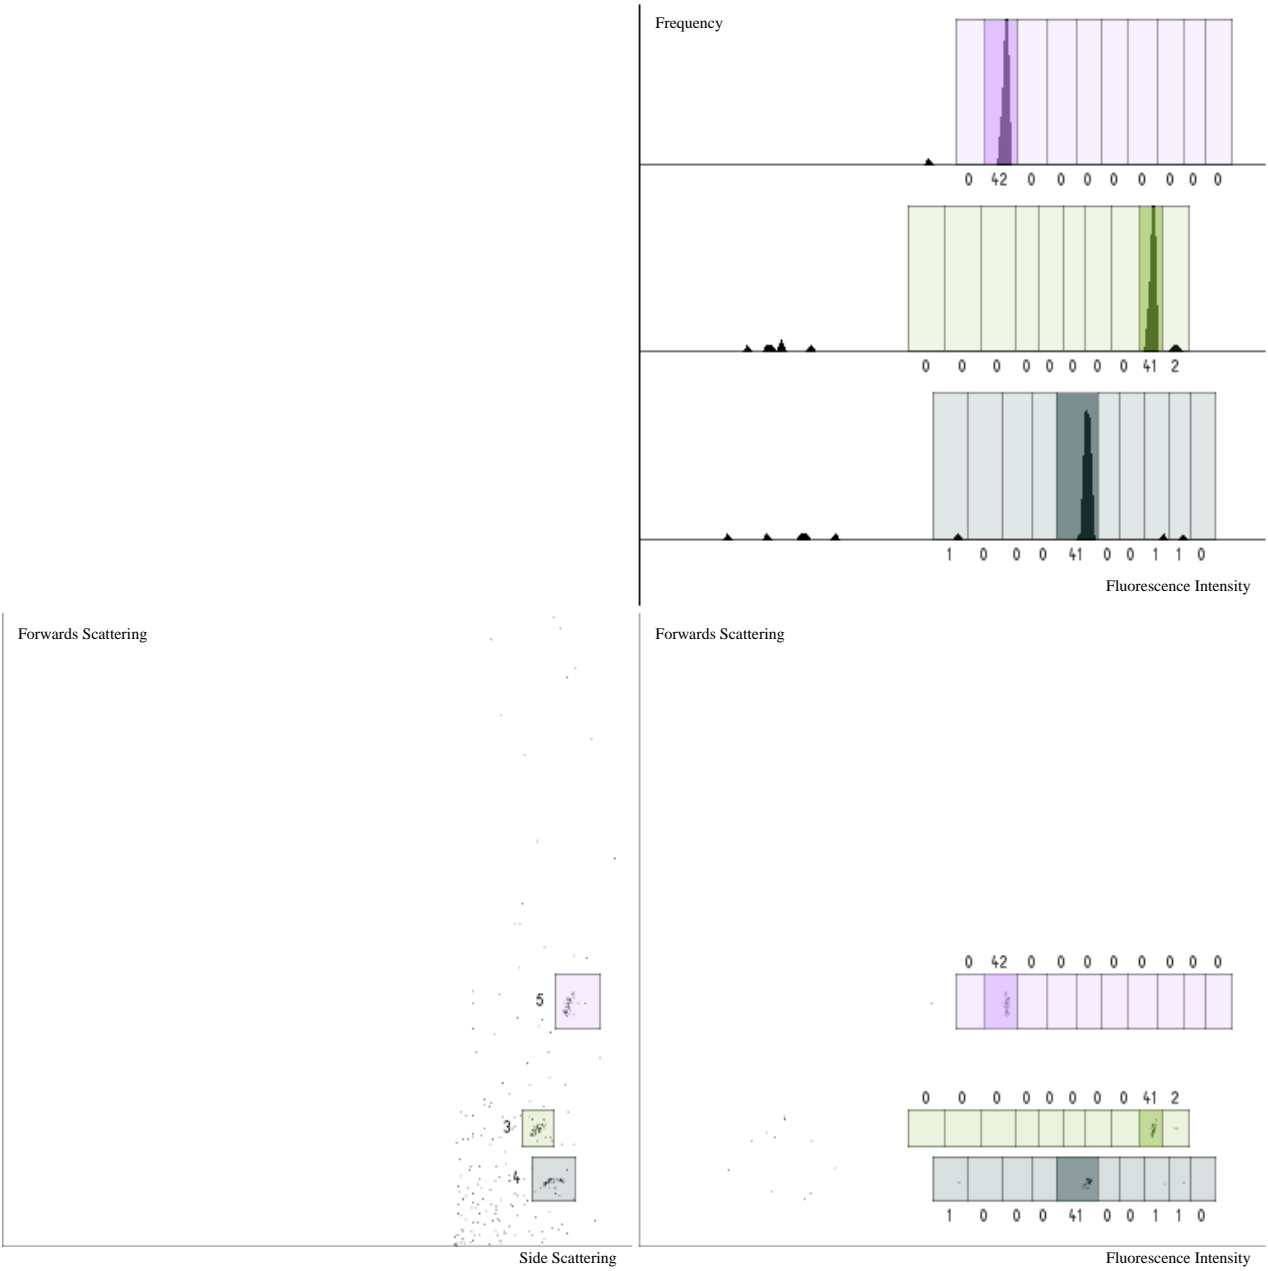 Frequency
0 42 0 0 0 0 0 0 0 0
0 0 0 0 0 0 0 0 41 2
1 0 0 0 41 0 0 1 1 0
Fluorescence Intensity
Forwards Scattering
Forwards Scattering
5
0 42 0 0 0 0 0 0 0 0
3
0 0 0 0 0 0 0 0 41 2
4
1 0 0 0 41 0 0 1 1 0
Side Scattering
Fluorescence Intensity